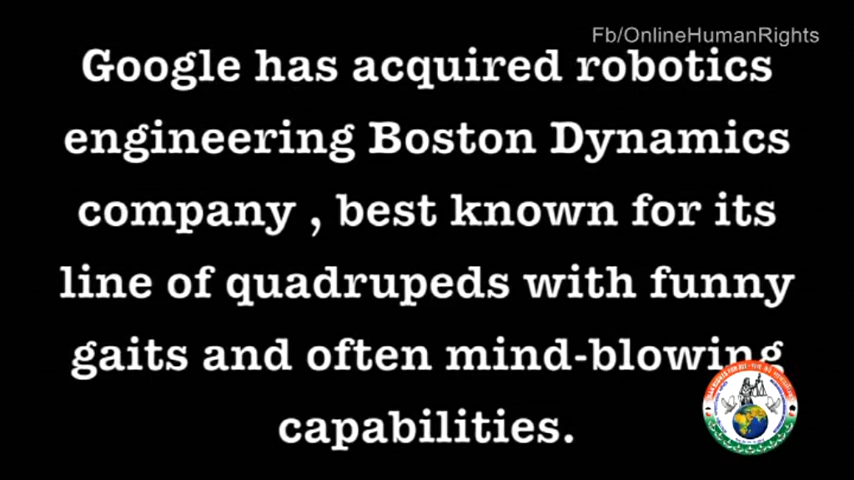 Fb/OnlineHumanRights
Google has acquired robotics
engineering Boston Dynamics
company , best known for its
line of quadrupeds with funny
gaits and often mind-blowing
capabilities.